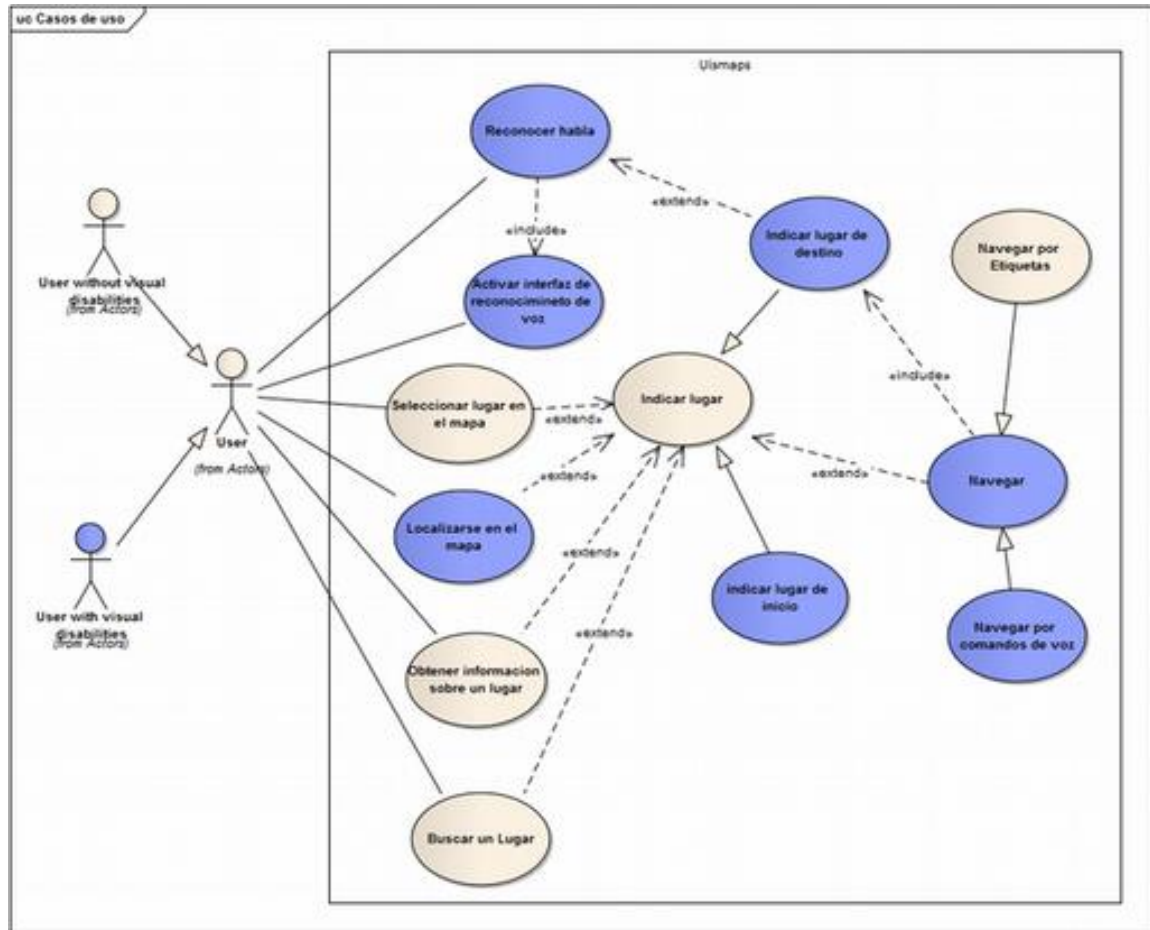 uc Casos de uso
Uismaps
Reconocer habla
«extend»
«include»
Indicar lugar de
destino
Navegar por
Etiquetas
User without visual
disabilities
(from Actors)
Activar interfaz de
reconocimineto de
voz
User
(from Actors)
Seleccionar lugar en
el mapa
«extend»
Indicar lugar
«include»
«extend»
Navegar
Localizarse en el
mapa
«extend»
User with visual
disabilities
(from Actors)
«extend»
indicar lugar de
inicio
Navegar por
comandos de voz
«extend»
Obtener informacion
sobre un lugar
Buscar un Lugar